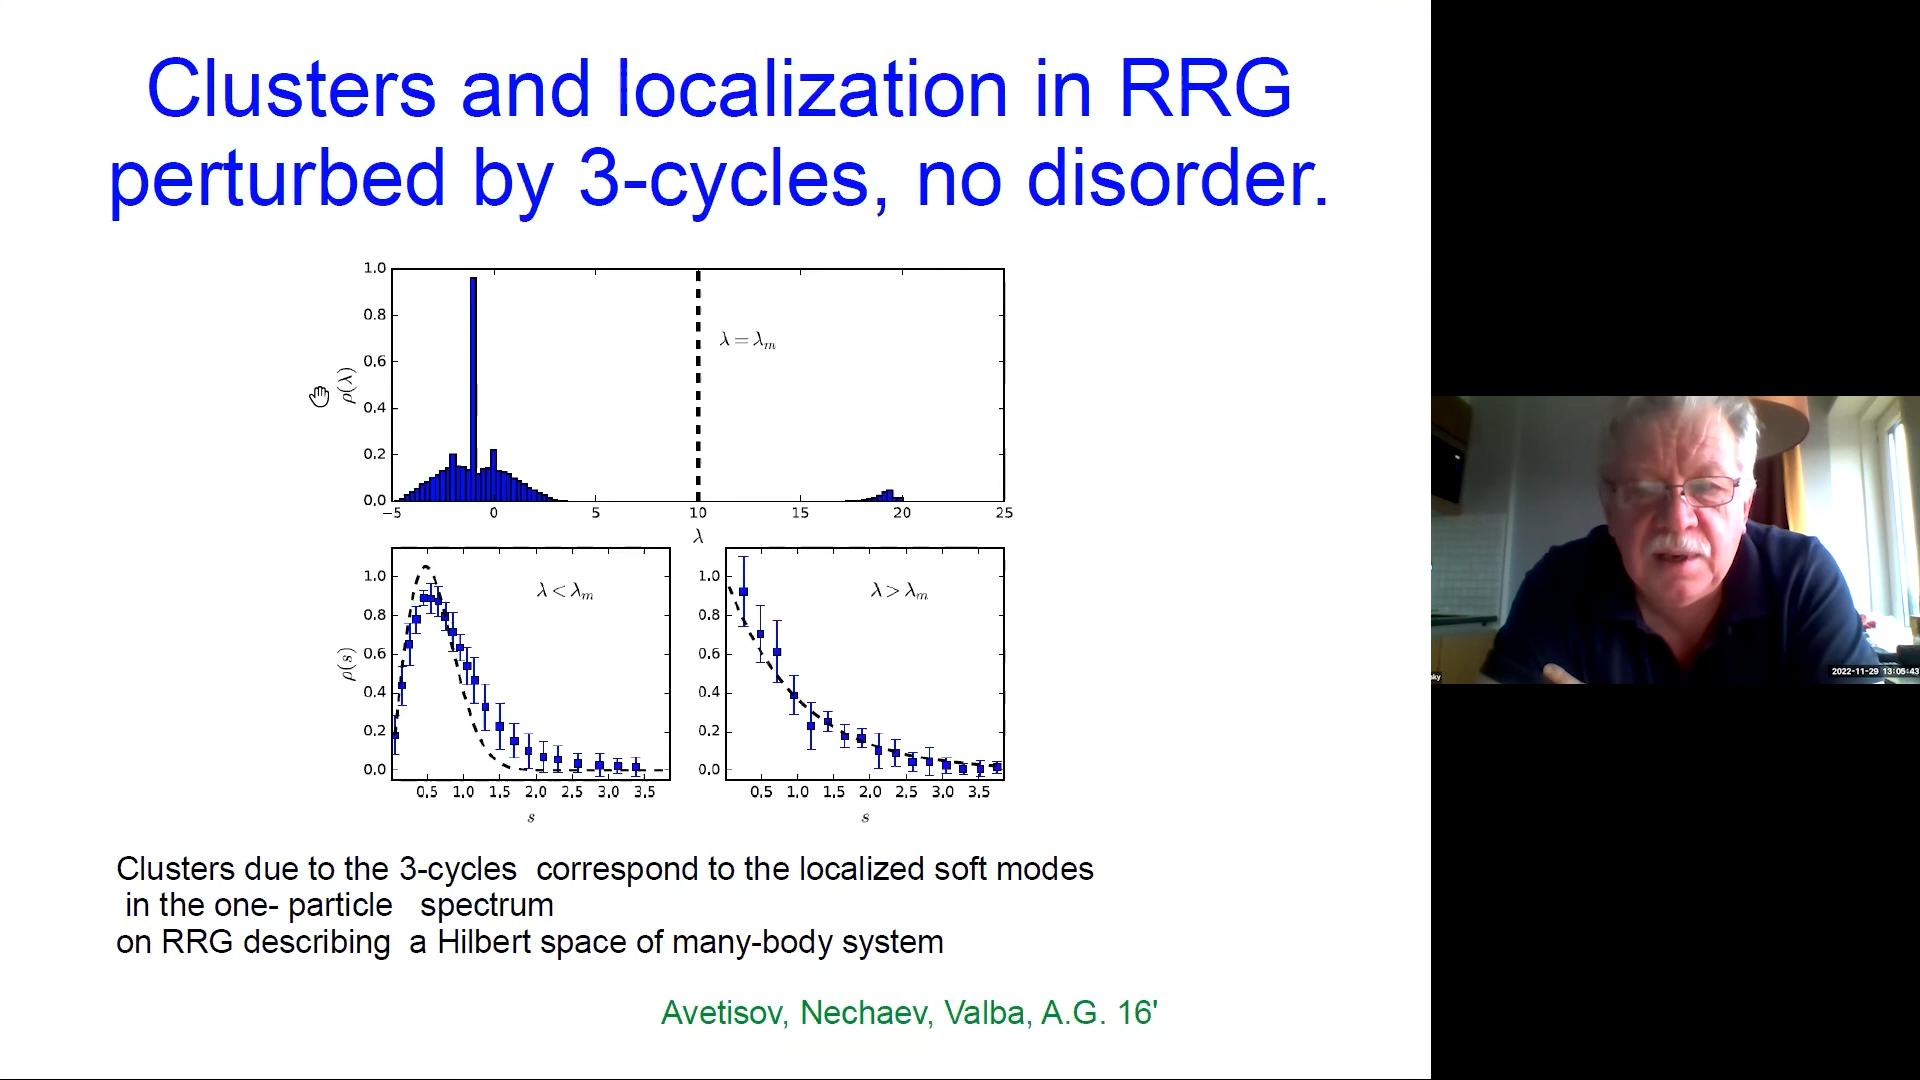 Clusters and localization in RRG
perturbed by 3-cycles, no disorder.
1.0
0.8
0.6
0.4
0.2
0.0
ρ(λ)
λ = λm
−5 0 5 10 15 20 25
λ
1.0
0.8
0.6
0.4
0.2
0.0
ρ(s)
λ < λm
0.5 1.0 1.5 2.0 2.5 3.0 3.5
s
1.0
0.8
0.6
0.4
0.2
0.0
λ > λm
0.5 1.0 1.5 2.0 2.5 3.0 3.5
s
Clusters due to the 3-cycles correspond to the localized soft modes
in the one- particle spectrum
on RRG describing a Hilbert space of many-body system
Avetisov, Nechaev, Valba, A.G. 16'
2022-11-29 13:05:43